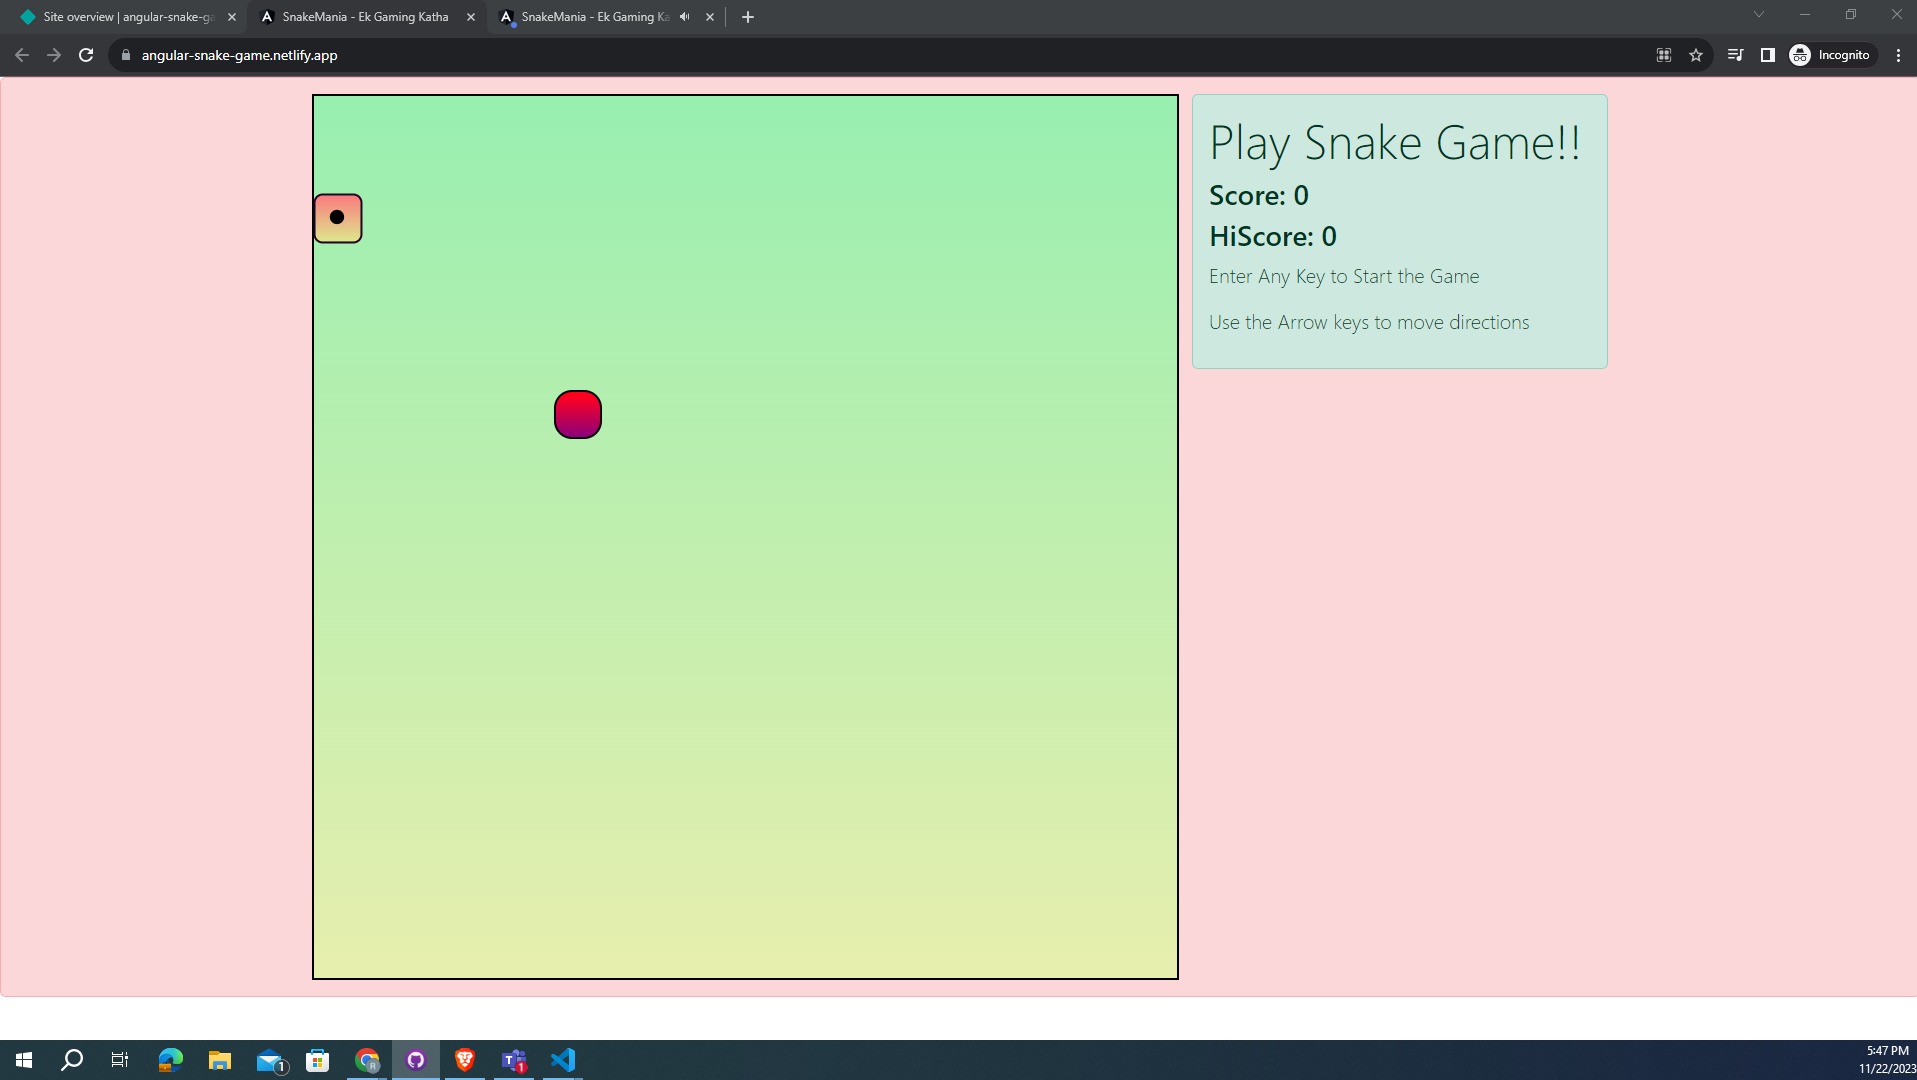 Site overview | angular-snake-ga
SnakeMania - Ek Gaming Katha
SnakeMania - Ek Gaming Ka
angular-snake-game.netlify.app
Incognito
Play Snake Game!!
Score: 0
HiScore: 0
Enter Any Key to Start the Game
Use the Arrow keys to move directions
1
R
T
1
5:47 PM
11/22/2023